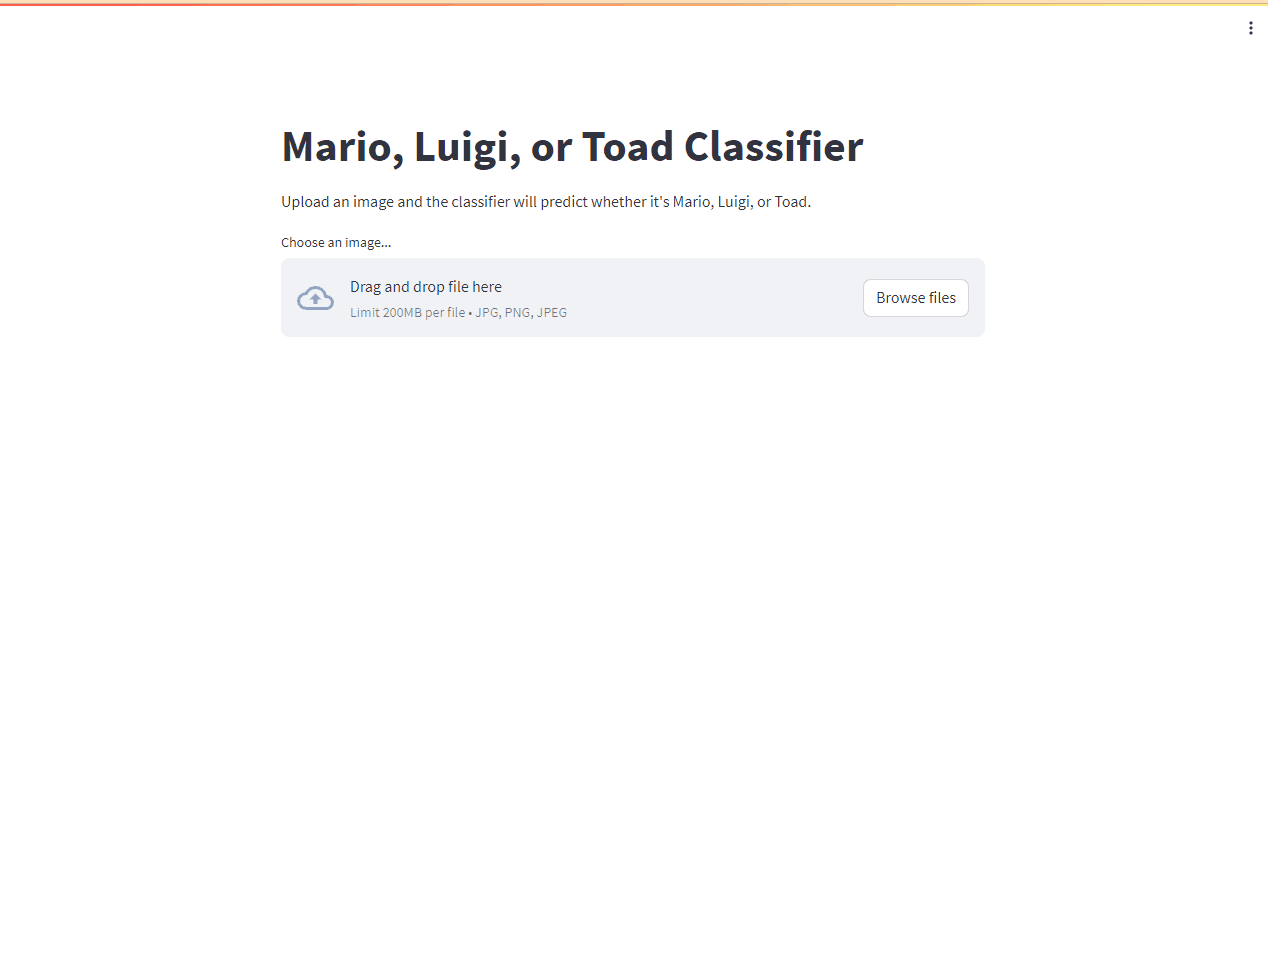 Mario, Luigi, or Toad Classifier
Upload an image and the classifier will predict whether it's Mario, Luigi, or Toad.
Choose an image...
Drag and drop file here
Limit 200MB per file • JPG, PNG, JPEG
Browse files